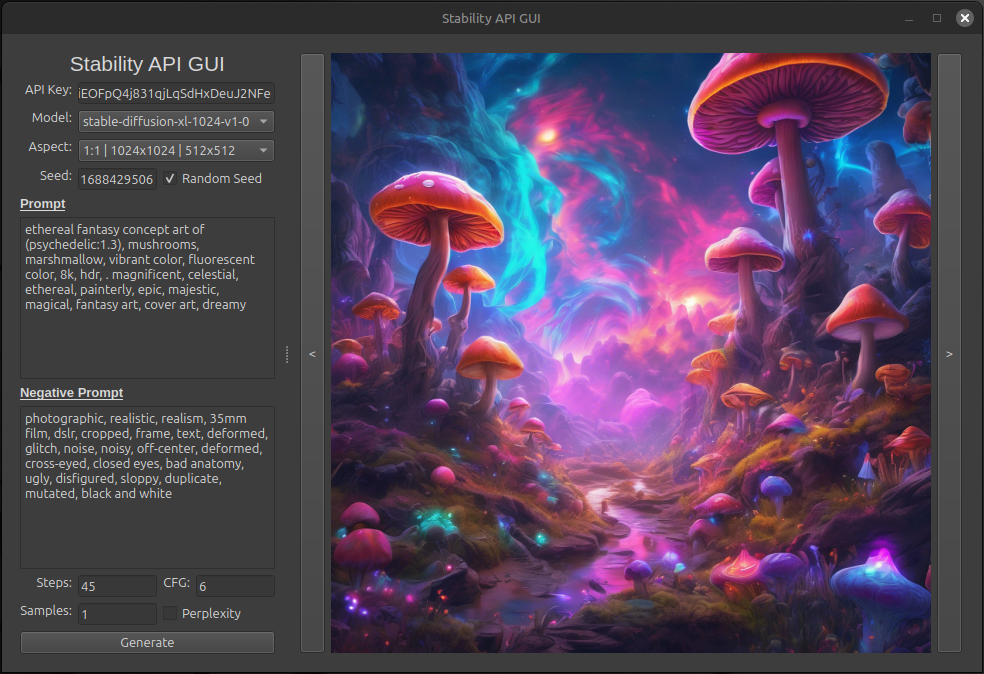 Stability API GUI
Stability API GUI
API Key: iEOFpQ4j831qjLqSdHxDeuJ2NFe
Model: stable-diffusion-xl-1024-v1-0
Aspect: 1:1 | 1024x1024 | 512x512
Seed: 1688429506 Random Seed
Prompt
ethereal fantasy concept art of
(psychedelic:1.3), mushrooms,
marshmallow, vibrant color, fluorescent
color, 8k, hdr, . magnificent, celestial,
ethereal, painterly, epic, majestic,
magical, fantasy art, cover art, dreamy
< >
Negative Prompt
photographic, realistic, realism, 35mm
film, dslr, cropped, frame, text, deformed,
glitch, noise, noisy, off-center, deformed,
cross-eyed, closed eyes, bad anatomy,
ugly, disfigured, sloppy, duplicate,
mutated, black and white
Steps: 45 CFG: 6
Samples: 1 Perplexity
Generate